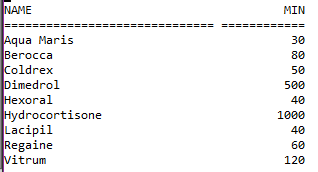 NAME MIN
============================== ============
Aqua Maris 30
Berocca 80
Coldrex 50
Dimedrol 500
Hexoral 40
Hydrocortisone 1000
Lacipil 40
Regaine 60
Vitrum 120